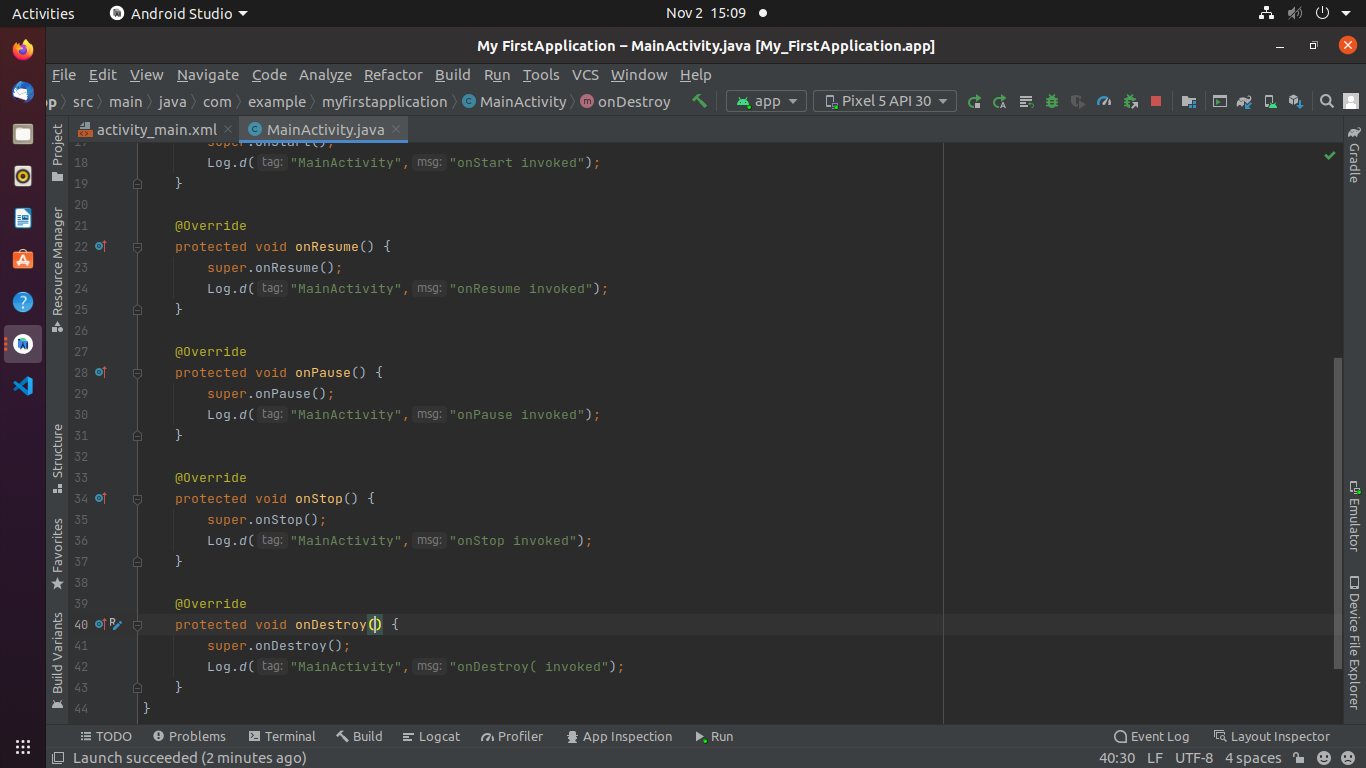 Activities Android Studio Nov 2 15:09
My FirstApplication – MainActivity.java [My_FirstApplication.app]
File Edit View Navigate Code Analyze Refactor Build Run Tools VCS Window Help
src main java com example myfirstapplication MainActivity m onDestroy app Pixel 5 API 30
activity_main.xml C MainActivity.java
Project
Resource Manager
Structure
Favorites
Build Variants
17 super.onStart();
18 Log.d( tag: "MainActivity", msg: "onStart invoked");
19 }
20
21 @Override
22 protected void onResume() {
23 super.onResume();
24 Log.d( tag: "MainActivity", msg: "onResume invoked");
25 }
26
27 @Override
28 protected void onPause() {
29 super.onPause();
30 Log.d( tag: "MainActivity", msg: "onPause invoked");
31 }
32
33 @Override
34 protected void onStop() {
35 super.onStop();
36 Log.d( tag: "MainActivity", msg: "onStop invoked");
37 }
38
39 @Override
40 protected void onDestroy() {
41 super.onDestroy();
42 Log.d( tag: "MainActivity", msg: "onDestroy( invoked");
43 }
44 }
Gradle
Emulator
Device File Explorer
TODO Problems Terminal Build Logcat Profiler App Inspection Run Event Log Layout Inspector
Launch succeeded (2 minutes ago) 40:30 LF UTF-8 4 spaces